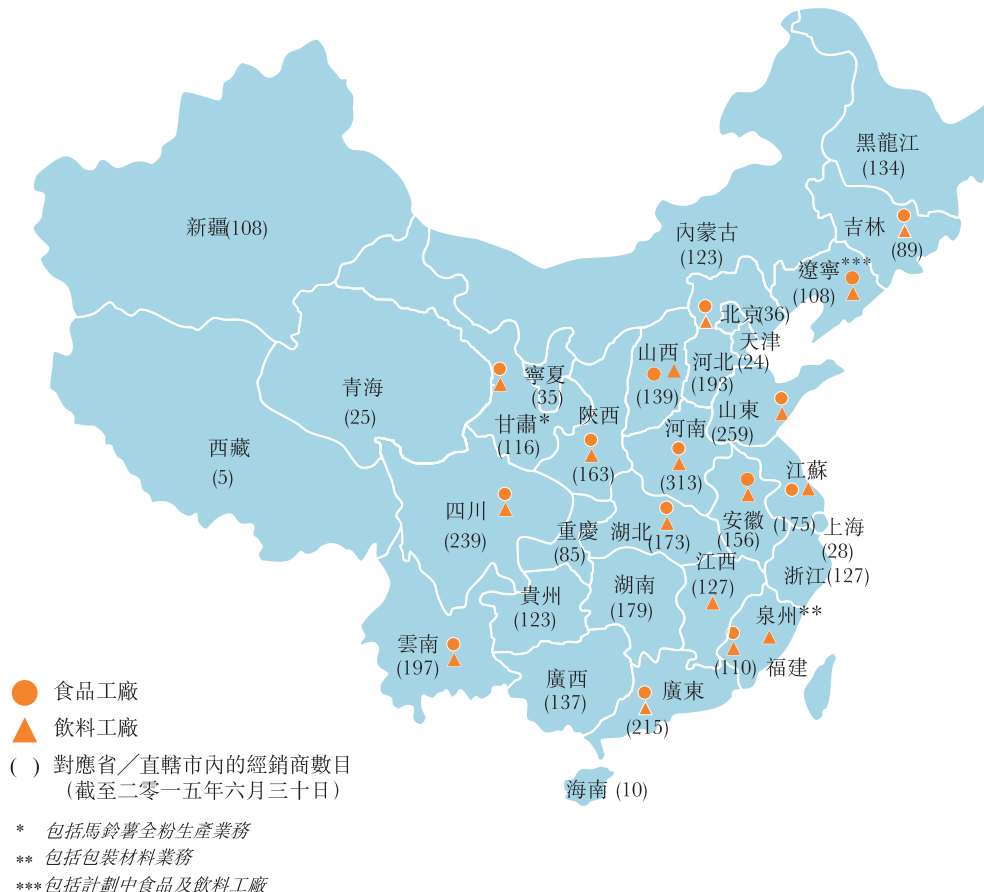 黑龍江
(134)
新疆(108)
吉林
(89)
內蒙古
(123)
遼寧***
(108)
北京(36)
天津
(24)
山西
(139)
河北
(193)
寧夏
(35)
青海
(25)
甘肅*
(116)
陝西
(163)
河南
(313)
山東
(259)
西藏
(5)
四川
(239)
重慶
(85)
湖北
(173)
安徽
(156)
江蘇
(175)
上海
(28)
江西
(127)
浙江(127)
貴州
(123)
湖南
(179)
泉州**
雲南
(197)
(110)
福建
廣西
(137)
廣東
(215)
海南 (10)
食品工廠
飲料工廠
( ) 對應省／直轄市內的經銷商數目
（截至二零一五年六月三十日）
* 包括馬鈴薯全粉生產業務
** 包括包裝材料業務
***包括計劃中食品及飲料工廠